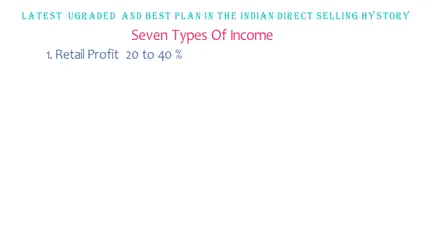 LATEST UGRADED AND BEST PLAN IN THE INDIAN DIRECT SELLING HYSTORY
Seven Types Of Income
1. Retail Profit 20 to 40 %